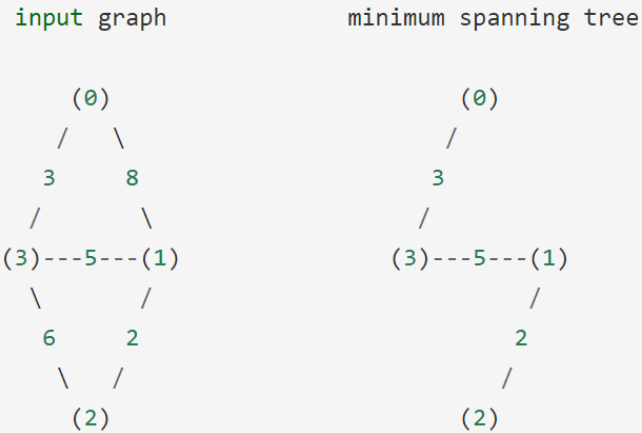 input graph minimum spanning tree
(0) (0)
/ \ /
3 8 3
/ \ /
(3)---5---(1) (3)---5---(1)
\ / /
6 2 2
\ / /
(2) (2)